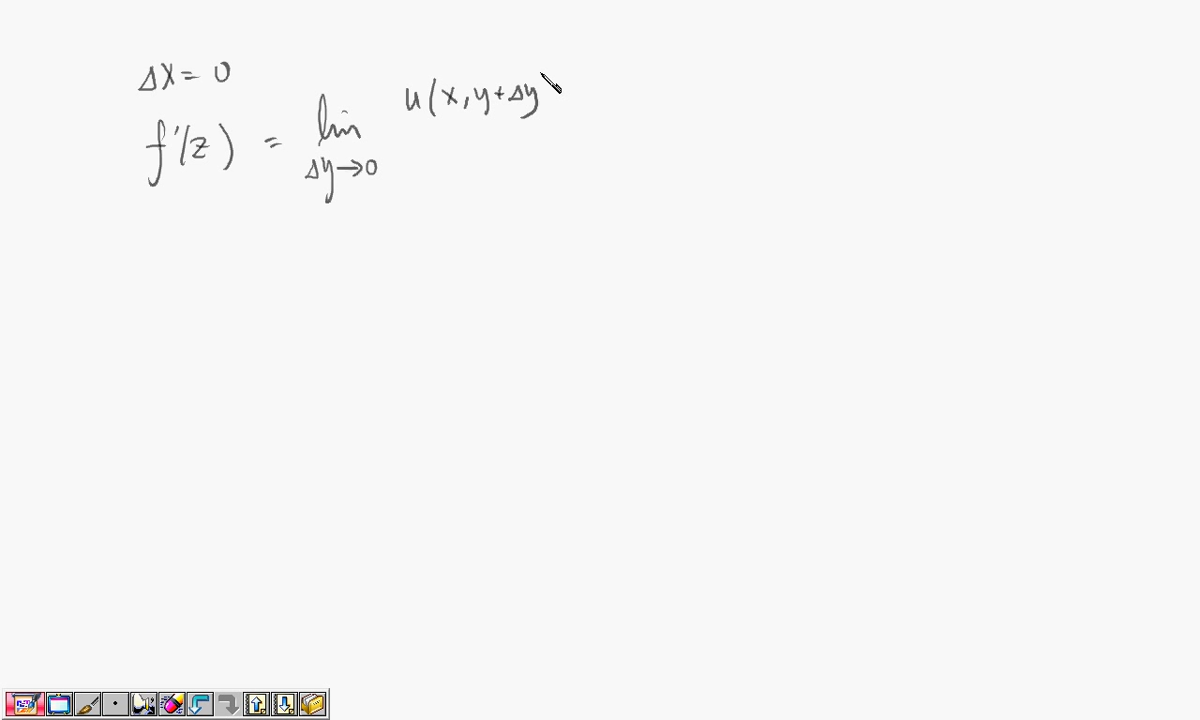 Δx = 0
f'(z) = lim u(x, y + Δy
Δy→0